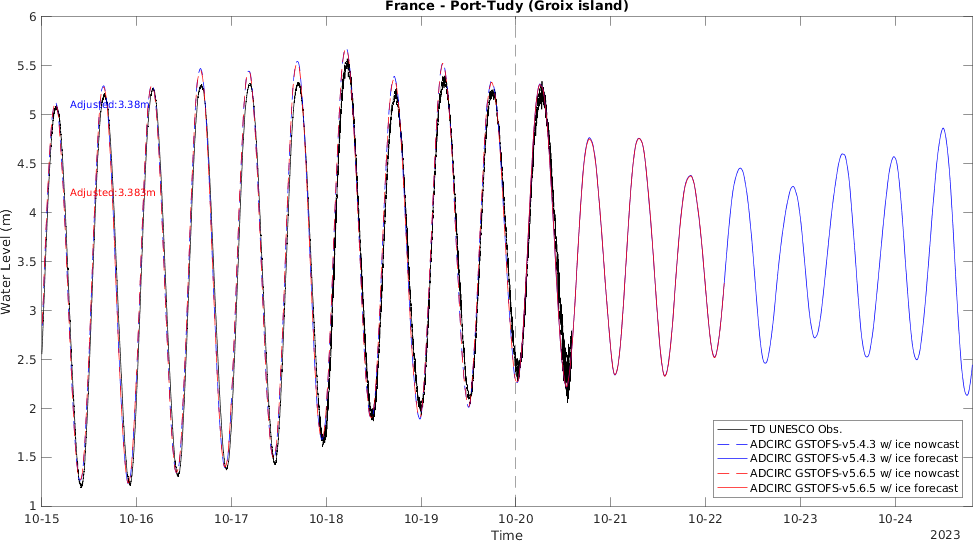 France - Port-Tudy (Groix island)
6
5.5
5
4.5
4
3.5
3
2.5
2
1.5
1
Water Level (m)
Adjusted:3.38m
Adjusted:3.383m
TD UNESCO Obs.
ADCIRC GSTOFS-v5.4.3 w/ ice nowcast
ADCIRC GSTOFS-v5.4.3 w/ ice forecast
ADCIRC GSTOFS-v5.6.5 w/ ice nowcast
ADCIRC GSTOFS-v5.6.5 w/ ice forecast
10-15 10-16 10-17 10-18 10-19 10-20 10-21 10-22 10-23 10-24
Time
2023